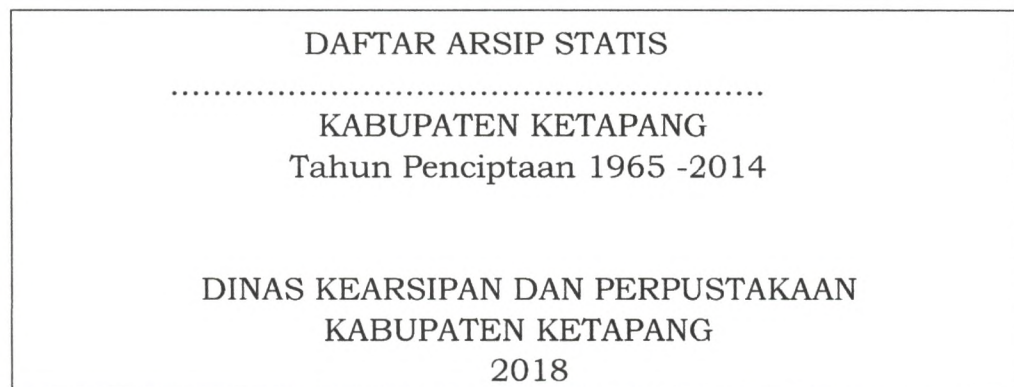 DAFTAR ARSIP STATIS
........................................................
KABUPATEN KETAPANG
Tahun Penciptaan 1965 -2014
DINAS KEARSIPAN DAN PERPUSTAKAAN
KABUPATEN KETAPANG
2018